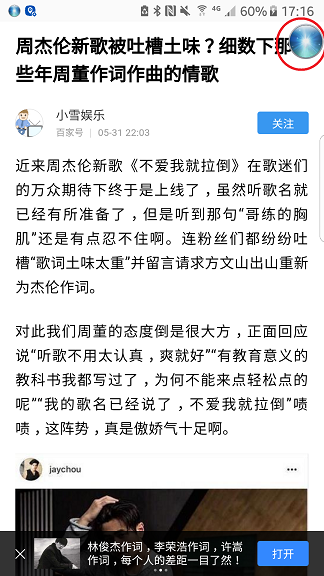 4G 60% 17:16
周杰伦新歌被吐槽土味？细数下那
些年周董作词作曲的情歌
小雪娱乐
百家号 | 05-31 22:03
关注
近来周杰伦新歌《不爱我就拉倒》在歌迷们
的万众期待下终于是上线了，虽然听歌名就
已经有所准备了，但是听到那句“哥练的胸
肌”还是有点忍不住啊。连粉丝们都纷纷吐
槽“歌词土味太重”并留言请求方文山出山重新
为杰伦作词。
对此我们周董的态度倒是很大方，正面回应
说“听歌不用太认真，爽就好”“有教育意义的
教科书我都写过了，为何不能来点轻松点的
呢”“我的歌名已经说了，不爱我就拉倒”啧
啧，这阵势，真是傲娇气十足啊。
jaychou
林俊杰作词，李荣浩作词，许嵩
作词，每个人的差距一目了然！
打开